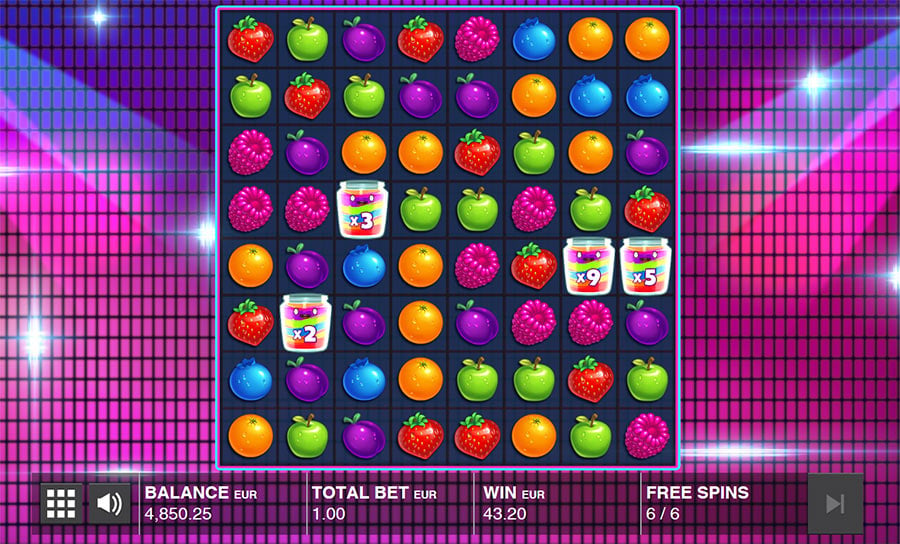 x3
x9
x5
x2
BALANCE EUR
4,850.25
TOTAL BET EUR
1.00
WIN EUR
43.20
FREE SPINS
6 / 6